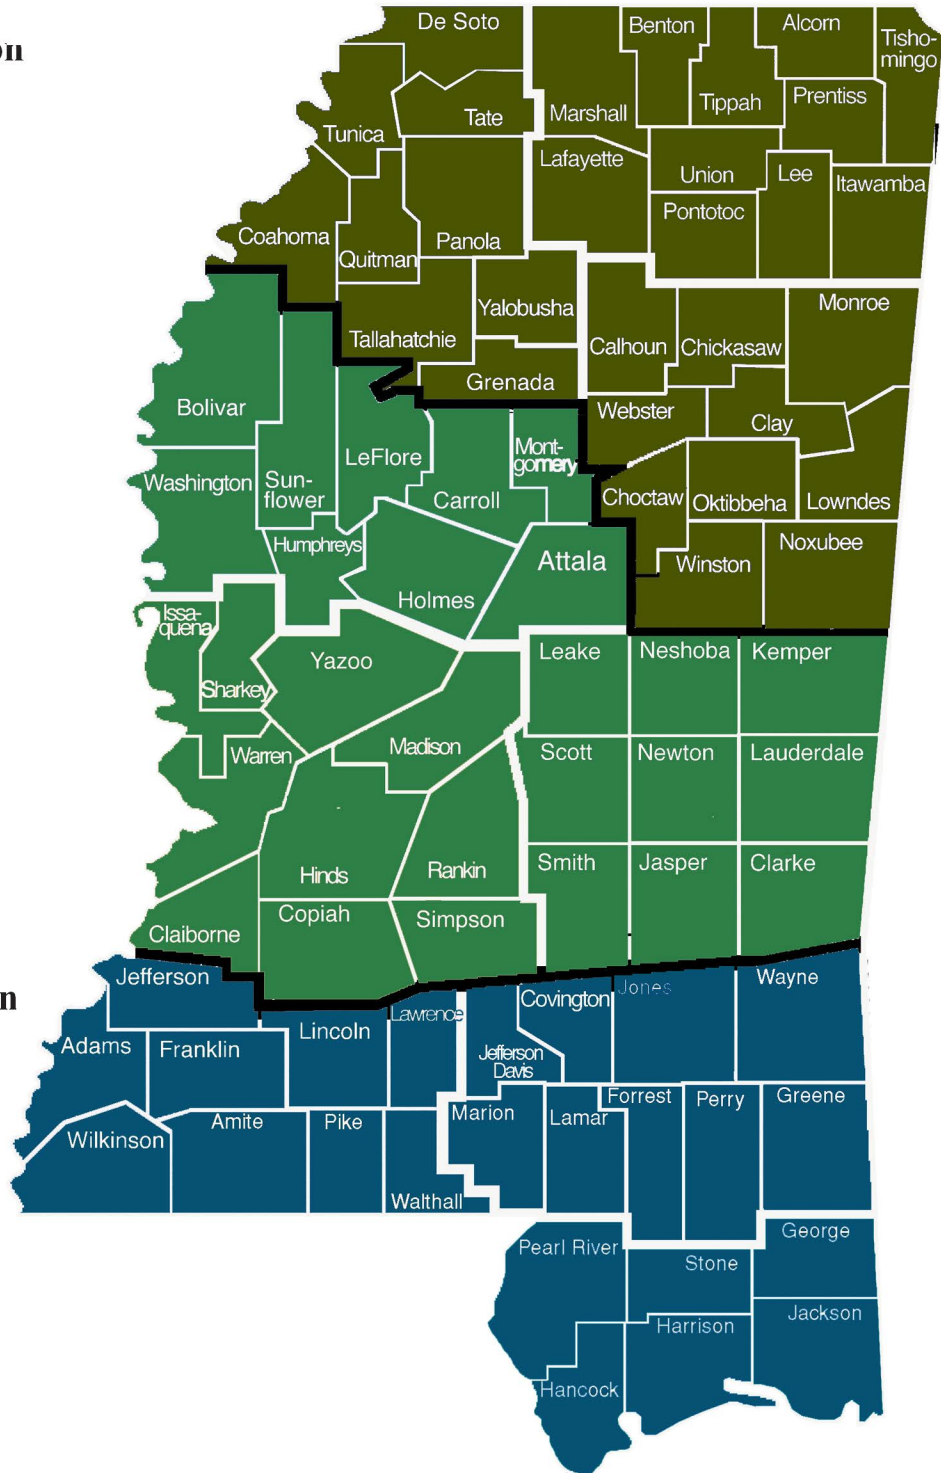 on
De Soto
Benton
Alcorn
Tisho-
mingo
Marshall
Tippah
Prentiss
Tate
Tunica
Lafayette
Union
Lee
Itawamba
Pontotoc
Coahoma
Quitman
Panola
Yalobusha
Monroe
Tallahatchie
Calhoun
Chickasaw
Grenada
Bolivar
Webster
Clay
LeFlore
Mont-
gomery
Washington
Sun-
flower
Carroll
Choctaw
Oktibbeha
Lowndes
Humphreys
Attala
Winston
Noxubee
Holmes
Issa-
quena
Yazoo
Leake
Neshoba
Kemper
Sharkey
Warren
Madison
Scott
Newton
Lauderdale
Hinds
Rankin
Smith
Jasper
Clarke
Copiah
Simpson
Claiborne
Jefferson
n
Covington
Jones
Wayne
Lawrence
Lincoln
Adams
Franklin
Jefferson
Davis
Marion
Lamar
Forrest
Perry
Greene
Wilkinson
Amite
Pike
Walthall
Pearl River
Stone
George
Harrison
Jackson
Hancock